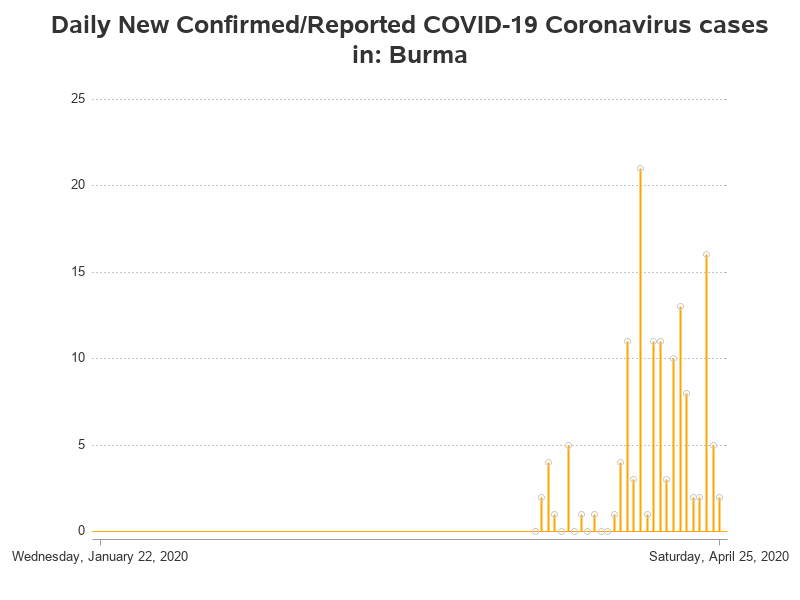 Daily New Confirmed/Reported COVID-19 Coronavirus cases
in: Burma
25
20
15
10
5
0
Wednesday, January 22, 2020
Saturday, April 25, 2020